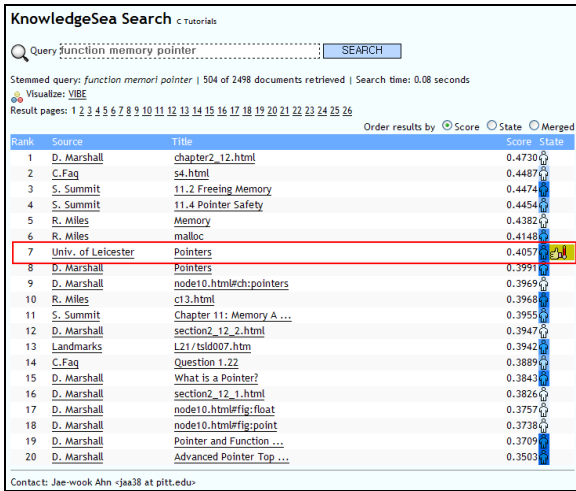 KnowledgeSea Search C Tutorials
Query function memory pointer SEARCH
Stemmed query: function memori pointer | 504 of 2498 documents retrieved | Search time: 0.08 seconds
Visualize: VIBE
Result pages: 1 2 3 4 5 6 7 8 9 10 11 12 13 14 15 16 17 18 19 20 21 22 23 24 25 26
Order results by Score State Merged
Rank Source Title Score State
1 D. Marshall chapter2_12.html 0.4730
2 C.Faq s4.html 0.4487
3 S. Summit 11.2 Freeing Memory 0.4474
4 S. Summit 11.4 Pointer Safety 0.4454
5 R. Miles Memory 0.4382
6 R. Miles malloc 0.4148
7 Univ. of Leicester Pointers 0.4057
8 D. Marshall Pointers 0.3991
9 D. Marshall node10.html#ch:pointers 0.3969
10 R. Miles c13.html 0.3968
11 S. Summit Chapter 11: Memory A ... 0.3955
12 D. Marshall section2_12_2.html 0.3947
13 Landmarks L21/tsld007.htm 0.3942
14 C.Faq Question 1.22 0.3889
15 D. Marshall What is a Pointer? 0.3843
16 D. Marshall section2_12_1.html 0.3826
17 D. Marshall node10.html#fig:float 0.3757
18 D. Marshall node10.html#fig:point 0.3738
19 D. Marshall Pointer and Function ... 0.3709
20 D. Marshall Advanced Pointer Top ... 0.3503
Contact: Jae-wook Ahn <jaa38 at pitt.edu>